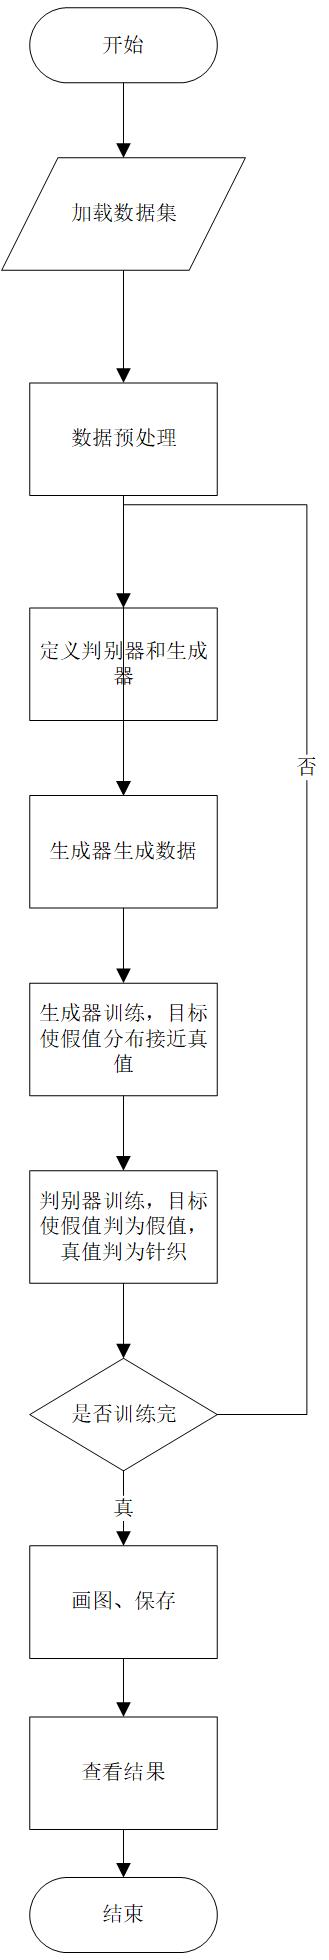 开始
加载数据集
数据预处理
定义判别器和生成
器
否
生成器生成数据
生成器训练，目标
使假值分布接近真
值
判别器训练，目标
使假值判为假值，
真值判为针织
是否训练完
真
画图、保存
查看结果
结束